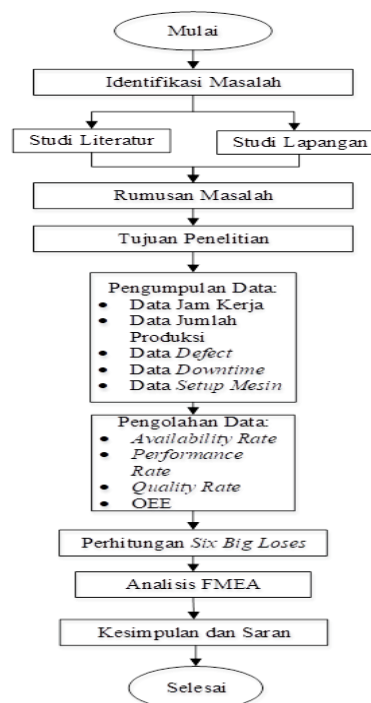 Mulai
Identifikasi Masalah
Studi Literatur
Studi Lapangan
Rumusan Masalah
Tujuan Penelitian
Pengumpulan Data:
• Data Jam Kerja
• Data Jumlah
Produksi
• Data Defect
• Data Downtime
• Data Setup Mesin
Pengolahan Data:
• Availability Rate
• Performance
Rate
• Quality Rate
• OEE
Perhitungan Six Big Loses
Analisis FMEA
Kesimpulan dan Saran
Selesai